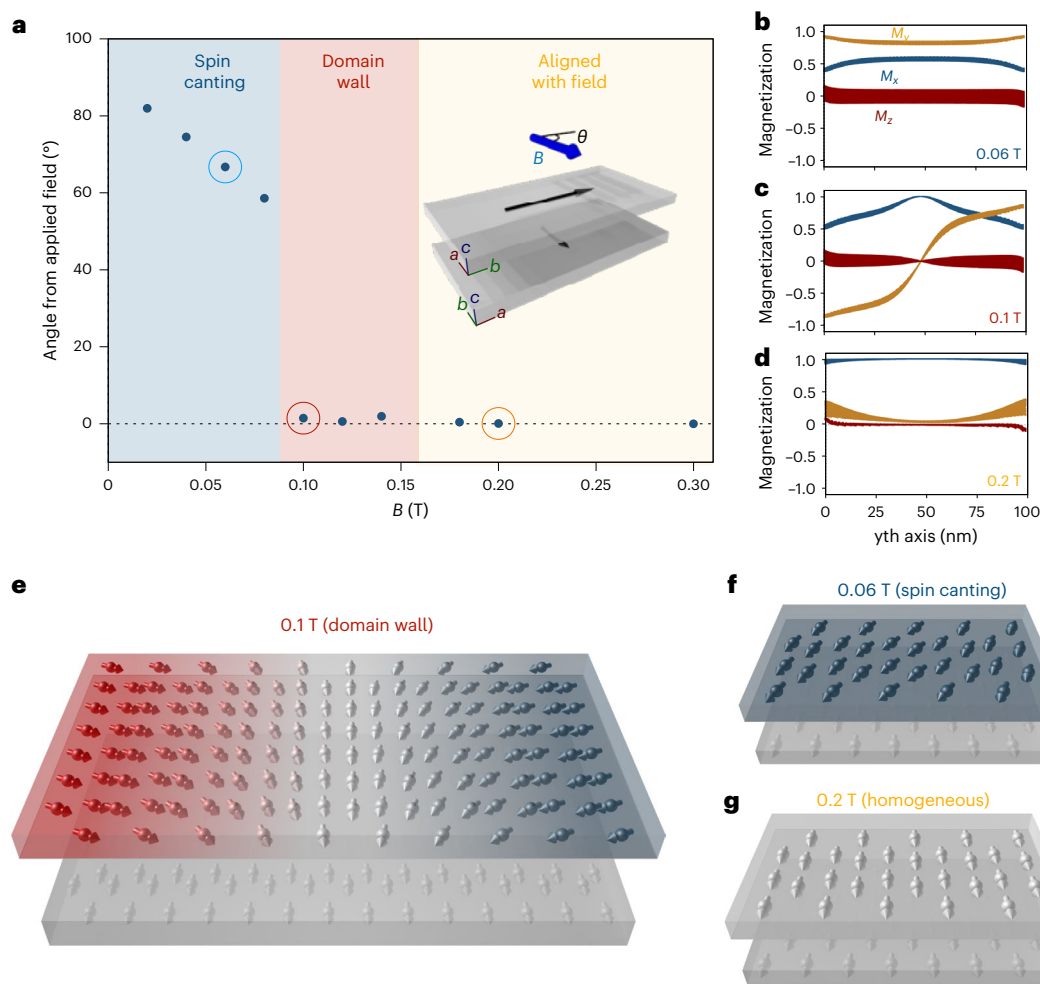 a
100
80
60
40
20
0
Angle from applied field (°)
Spin
canting
Domain
wall
Aligned
with field
θ
B
a
c
b
b
c
a
0
0.05
0.10
0.15
0.20
0.25
0.30
B (T)
b
1.0
0.5
0
−0.5
−1.0
Magnetization
My
Mx
Mz
0.06 T
c
1.0
0.5
0
−0.5
−1.0
Magnetization
0.1 T
d
1.0
0.5
0
−0.5
−1.0
Magnetization
0.2 T
0
25
50
75
100
yth axis (nm)
e
0.1 T (domain wall)
f
0.06 T (spin canting)
g
0.2 T (homogeneous)